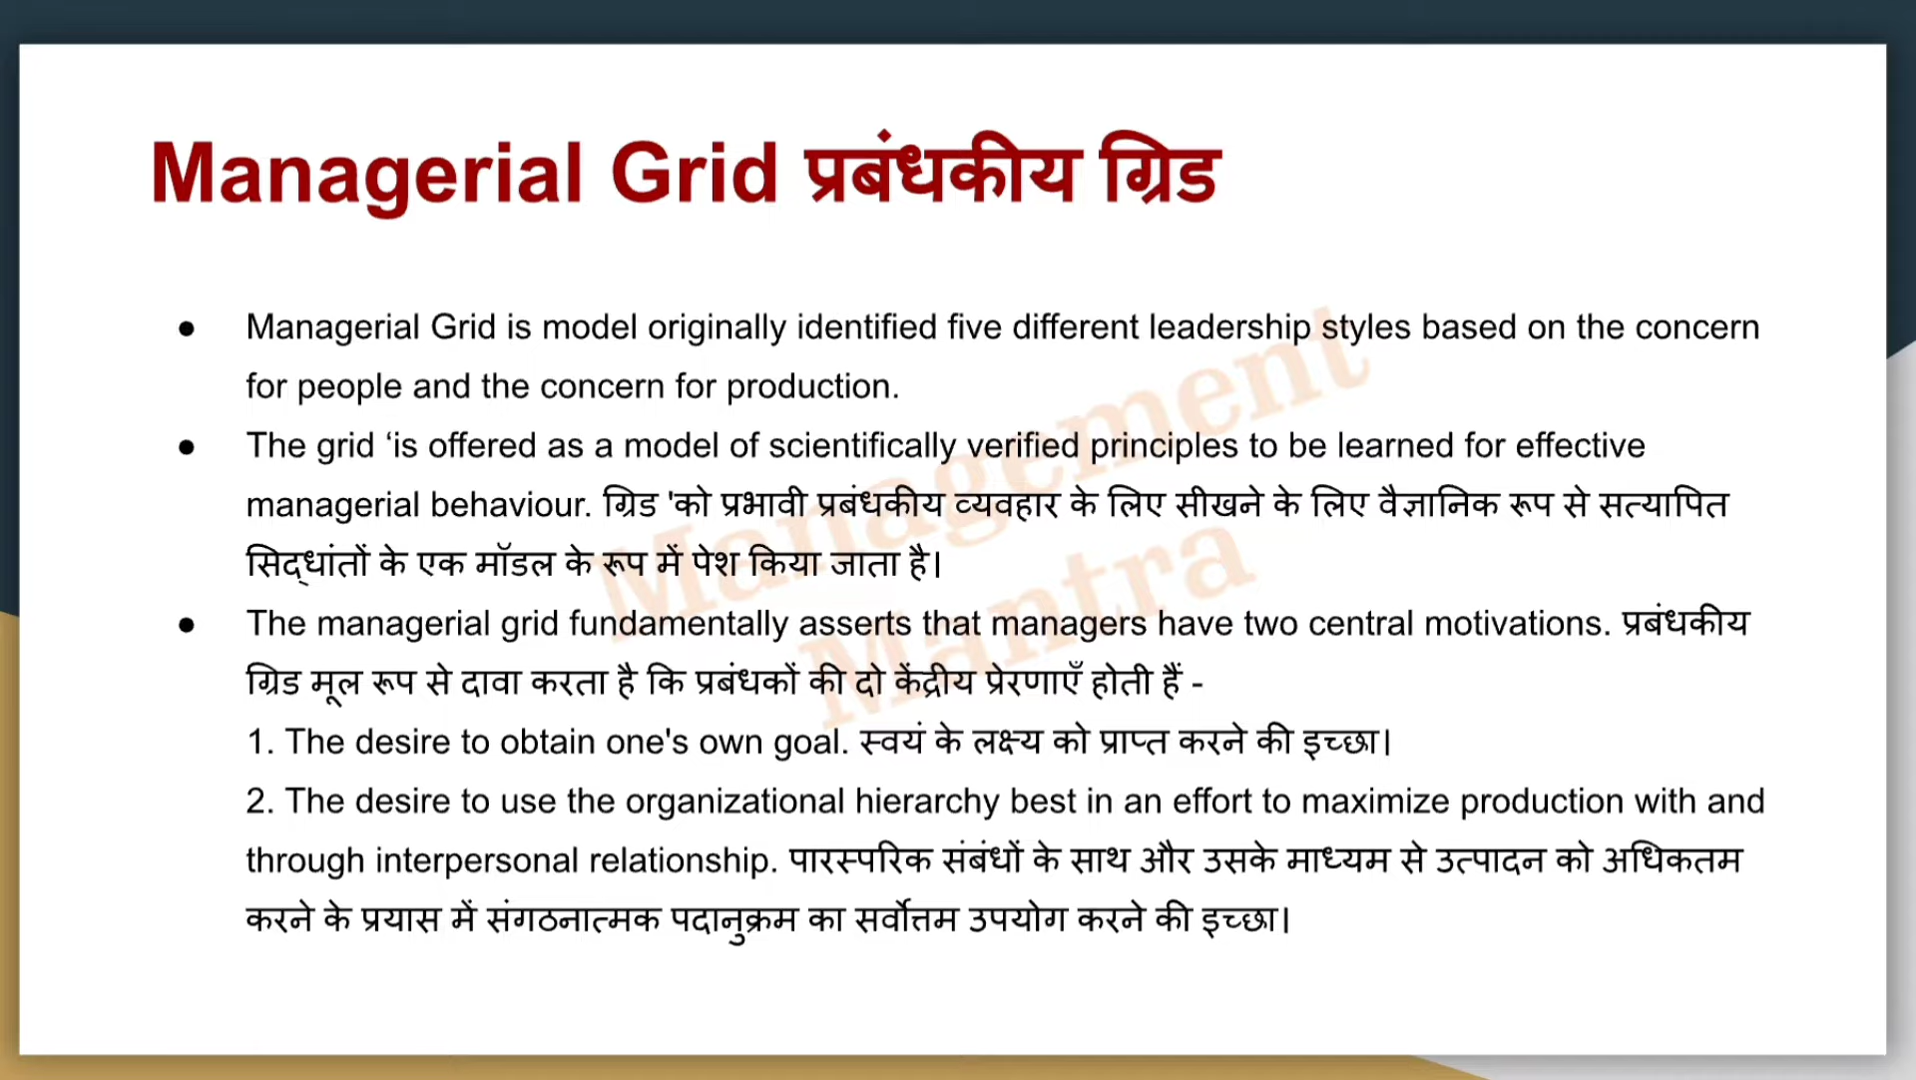 Managerial Grid प्रबंधकीय ग्रिड
● Managerial Grid is model originally identified five different leadership styles based on the concern
for people and the concern for production.
● The grid ‘is offered as a model of scientifically verified principles to be learned for effective
managerial behaviour. ग्रिड 'को प्रभावी प्रबंधकीय व्यवहार के लिए सीखने के लिए वैज्ञानिक रूप से सत्यापित
सिद्धांतों के एक मॉडल के रूप में पेश किया जाता है।
● The managerial grid fundamentally asserts that managers have two central motivations. प्रबंधकीय
ग्रिड मूल रूप से दावा करता है कि प्रबंधकों की दो केंद्रीय प्रेरणाएँ होती हैं -
1. The desire to obtain one's own goal. स्वयं के लक्ष्य को प्राप्त करने की इच्छा।
2. The desire to use the organizational hierarchy best in an effort to maximize production with and
through interpersonal relationship. पारस्परिक संबंधों के साथ और उसके माध्यम से उत्पादन को अधिकतम
करने के प्रयास में संगठनात्मक पदानुक्रम का सर्वोत्तम उपयोग करने की इच्छा।
Management
Mantra